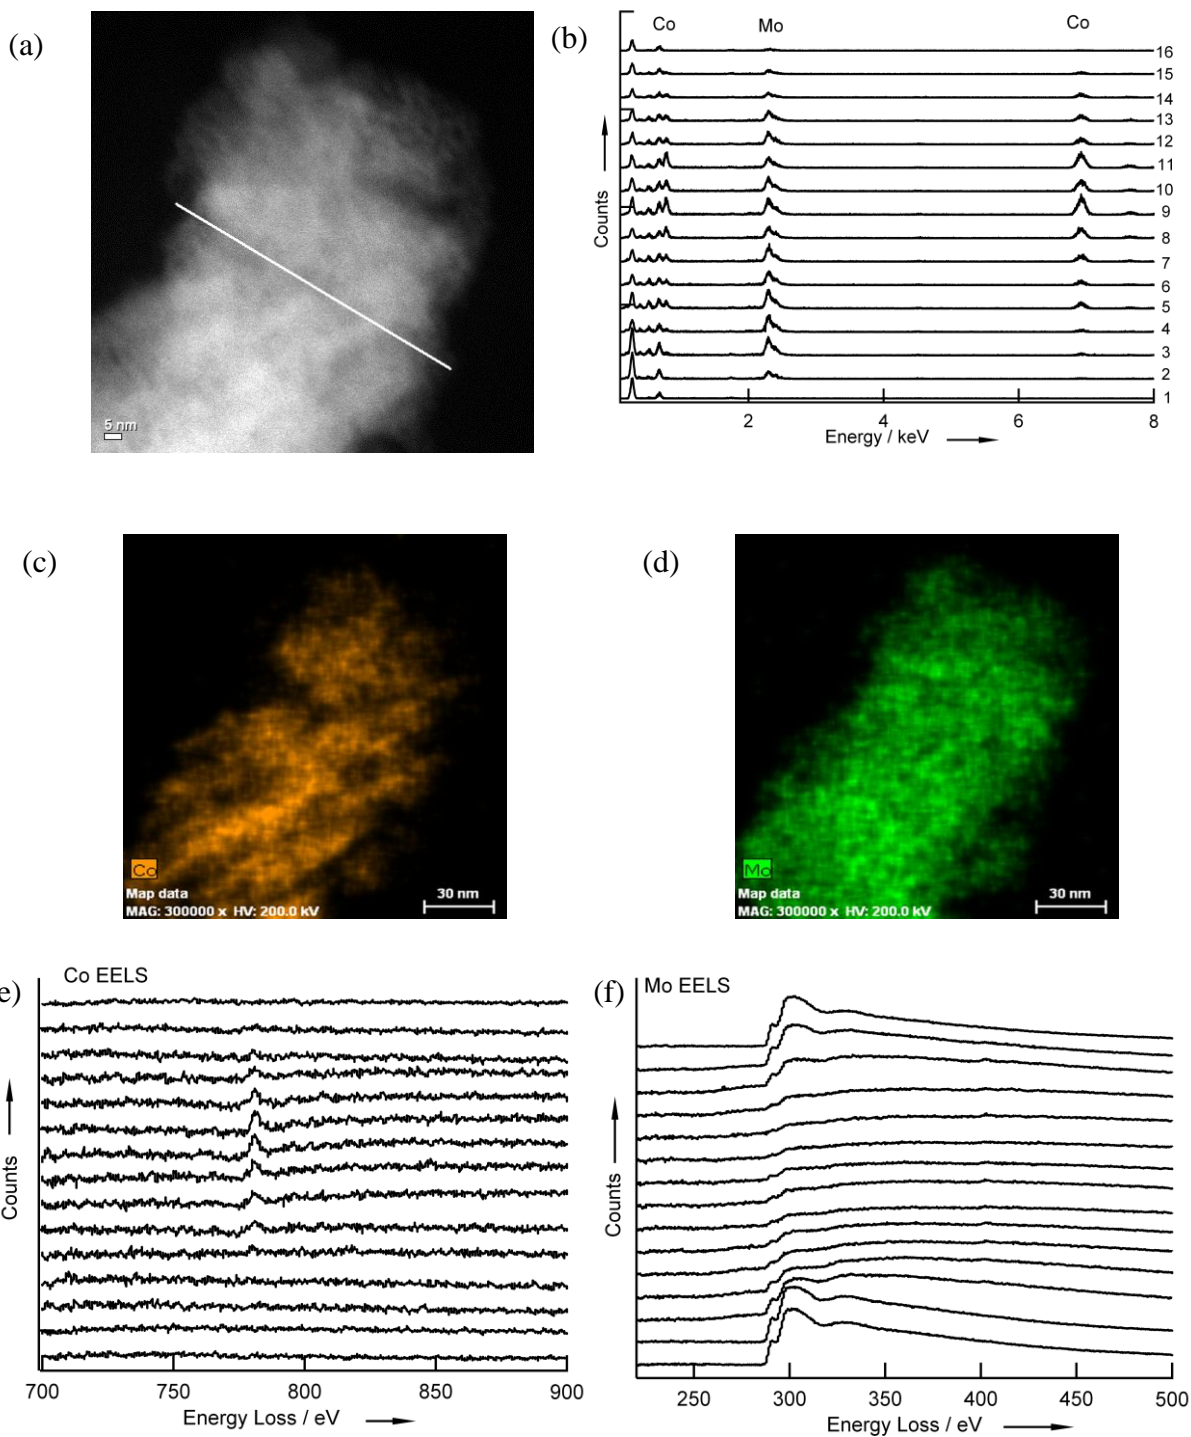 (a)
5 nm
(b)
Co Mo Co
16
15
14
13
12
11
10
9
8
7
6
5
4
3
2
1
Counts
2 4 6 8
Energy / keV
(c)
Co
Map data
MAG: 300000 x HV: 200.0 kV
30 nm
(d)
Mo
Map data
MAG: 300000 x HV: 200.0 kV
30 nm
e)
Co EELS
Counts
700 750 800 850 900
Energy Loss / eV
(f)
Mo EELS
Counts
250 300 350 400 450 500
Energy Loss / eV